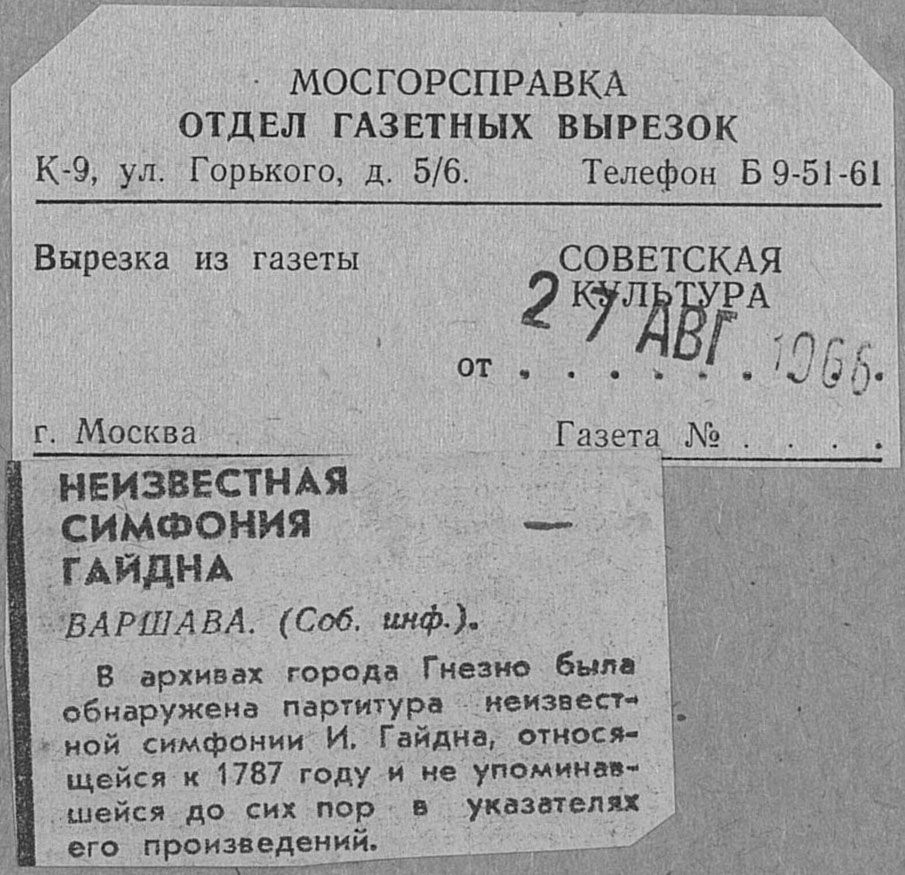 МОСГОРСПРАВКА
ОТДЕЛ ГАЗЕТНЫХ ВЫРЕЗОК
К-9, ул. Горького, д. 5/6. Телефон Б 9-51-61
Вырезка из газеты СОВЕТСКАЯ
КУЛЬТУРА
27 АВГ 1966
от . . . . . . . . .
г. Москва Газета № . . . .
НЕИЗВЕСТНАЯ
СИМФОНИЯ
ГАЙДНА
ВАРШАВА. (Соб. инф.).
В архивах города Гнезно была
обнаружена партитура неизвест-
ной симфонии И. Гайдна, относя-
щейся к 1787 году и не упоминав-
шейся до сих пор в указателях
его произведений.